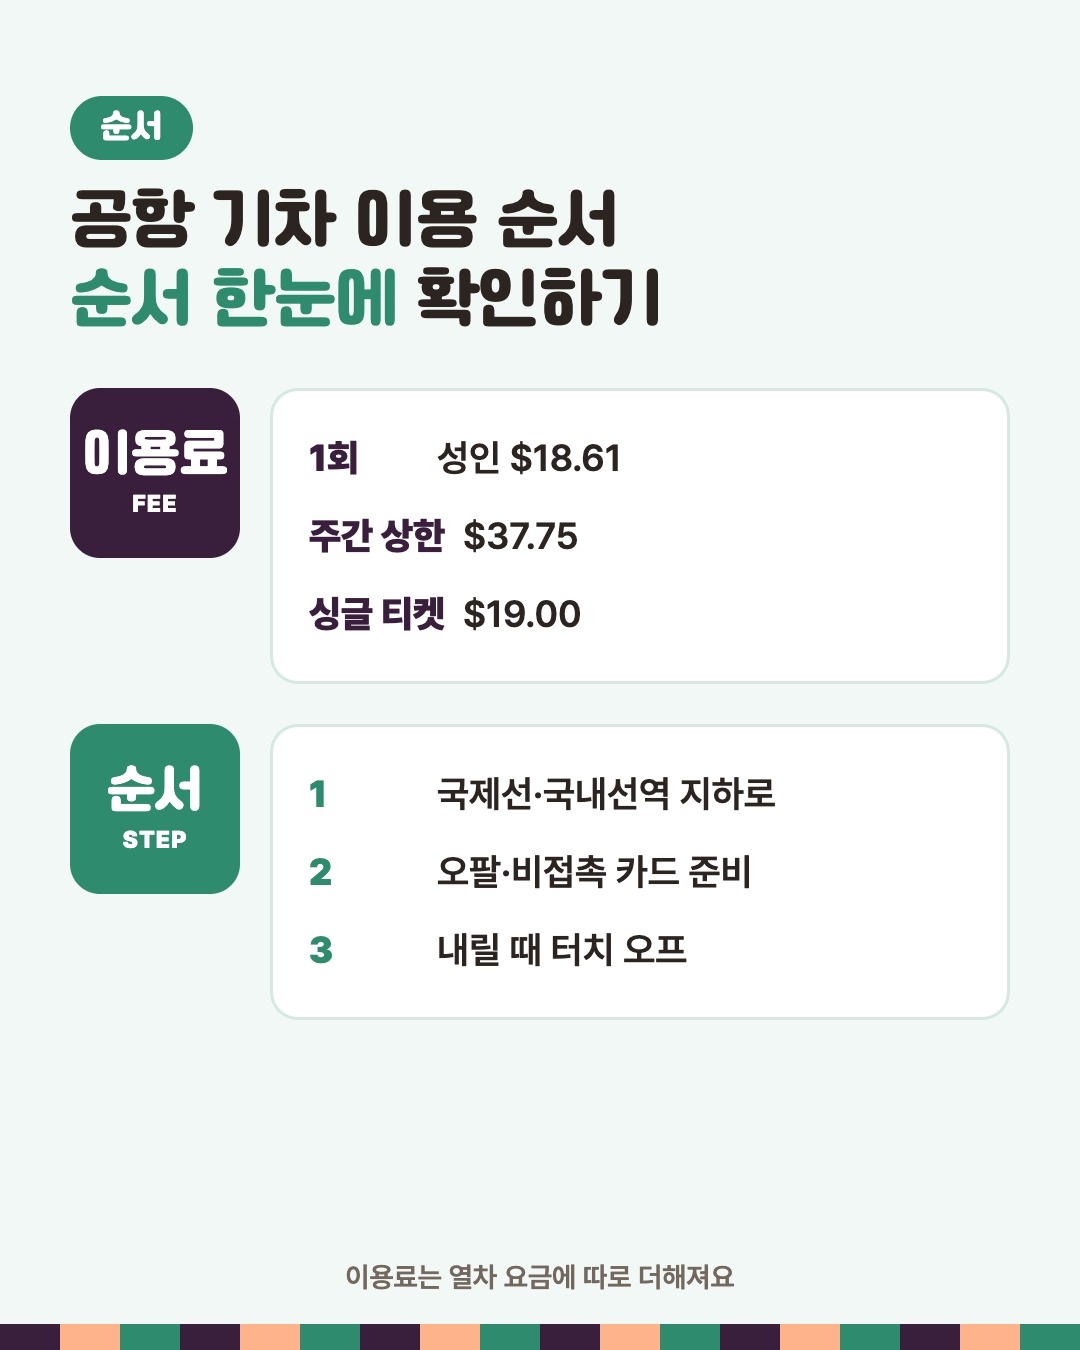 순서
공항 기차 이용 순서
순서 한눈에 확인하기
이용료
FEE
1회 성인 $18.61
주간 상한 $37.75
싱글 티켓 $19.00
순서
STEP
1 국제선·국내선역 지하로
2 오팔·비접촉 카드 준비
3 내릴 때 터치 오프
이용료는 열차 요금에 따로 더해져요